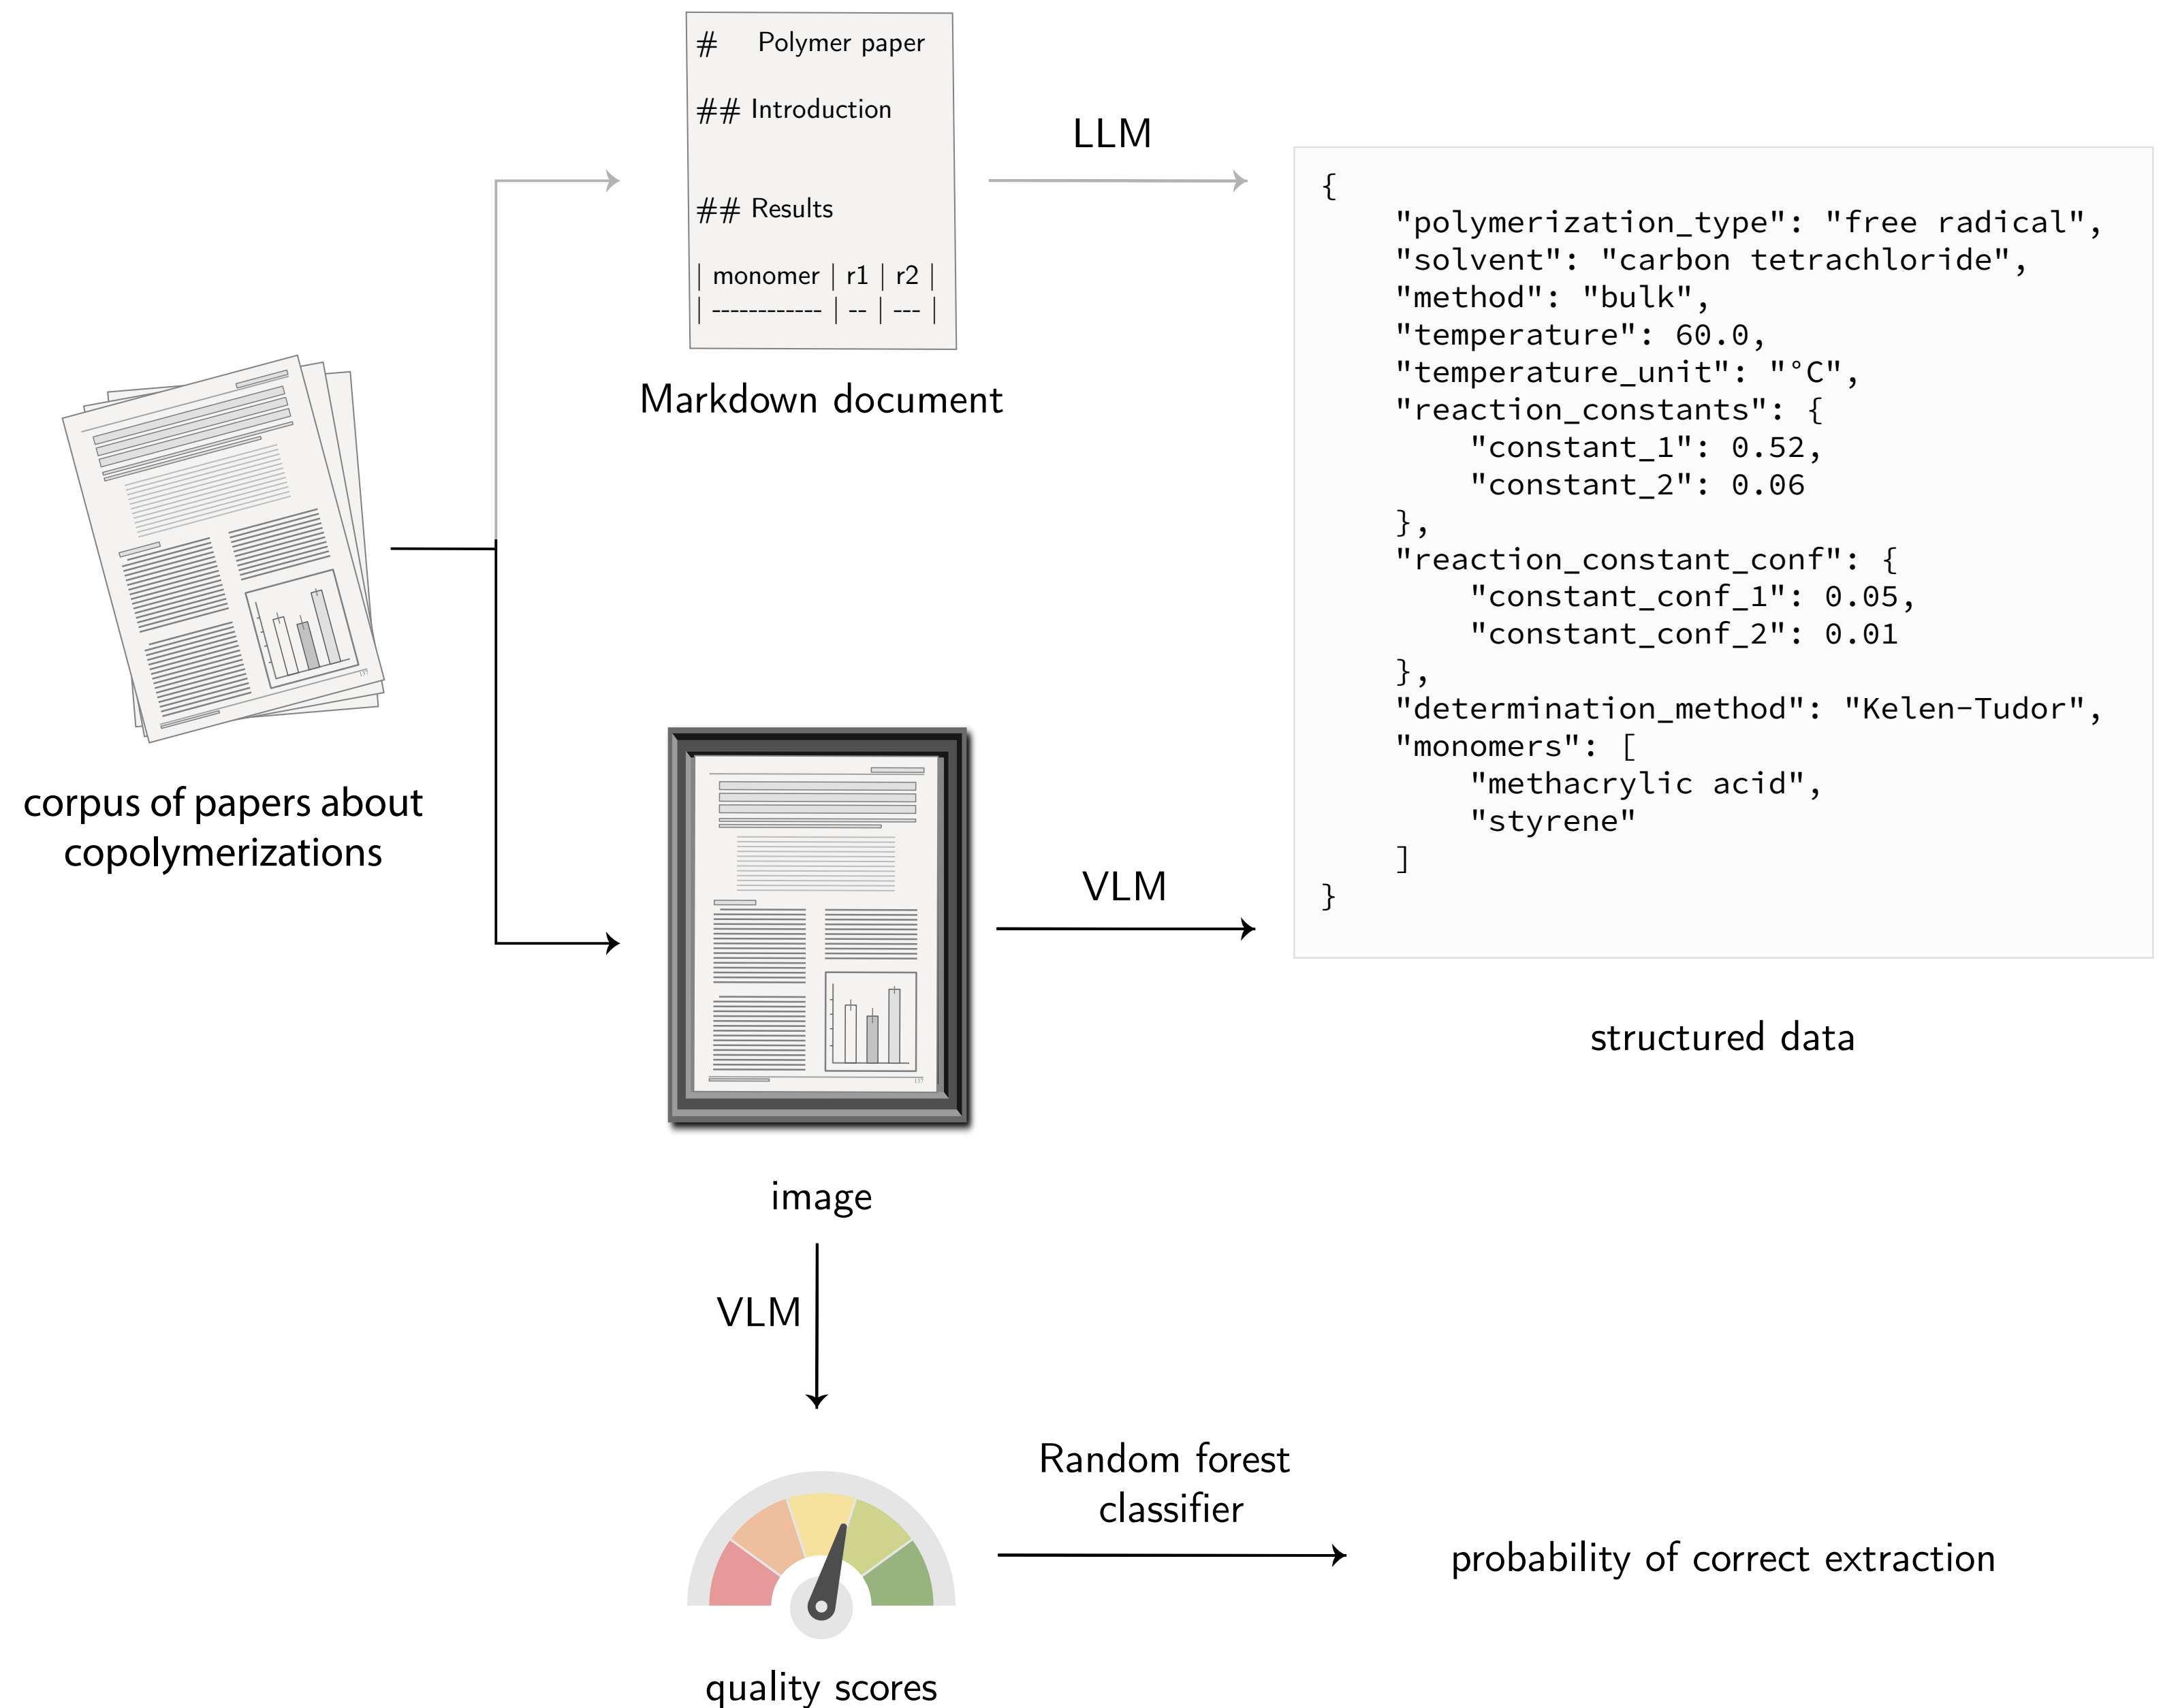 # Polymer paper
## Introduction
## Results
| monomer | r1 | r2 |
| ------------ | -- | --- |
Markdown document
LLM
{
"polymerization_type": "free radical",
"solvent": "carbon tetrachloride",
"method": "bulk",
"temperature": 60.0,
"temperature_unit": "°C",
"reaction_constants": {
"constant_1": 0.52,
"constant_2": 0.06
},
"reaction_constant_conf": {
"constant_conf_1": 0.05,
"constant_conf_2": 0.01
},
"determination_method": "Kelen-Tudor",
"monomers": [
"methacrylic acid",
"styrene"
]
}
structured data
137
corpus of papers about
copolymerizations
137
image
VLM
VLM
quality scores
Random forest
classifier
probability of correct extraction